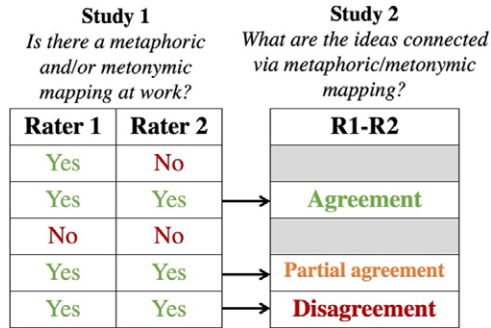 Study 1
Is there a metaphoric
and/or metonymic
mapping at work?
Study 2
What are the ideas connected
via metaphoric/metonymic
mapping?
Rater 1 Rater 2 R1-R2
Yes No
Yes Yes Agreement
No No
Yes Yes Partial agreement
Yes Yes Disagreement